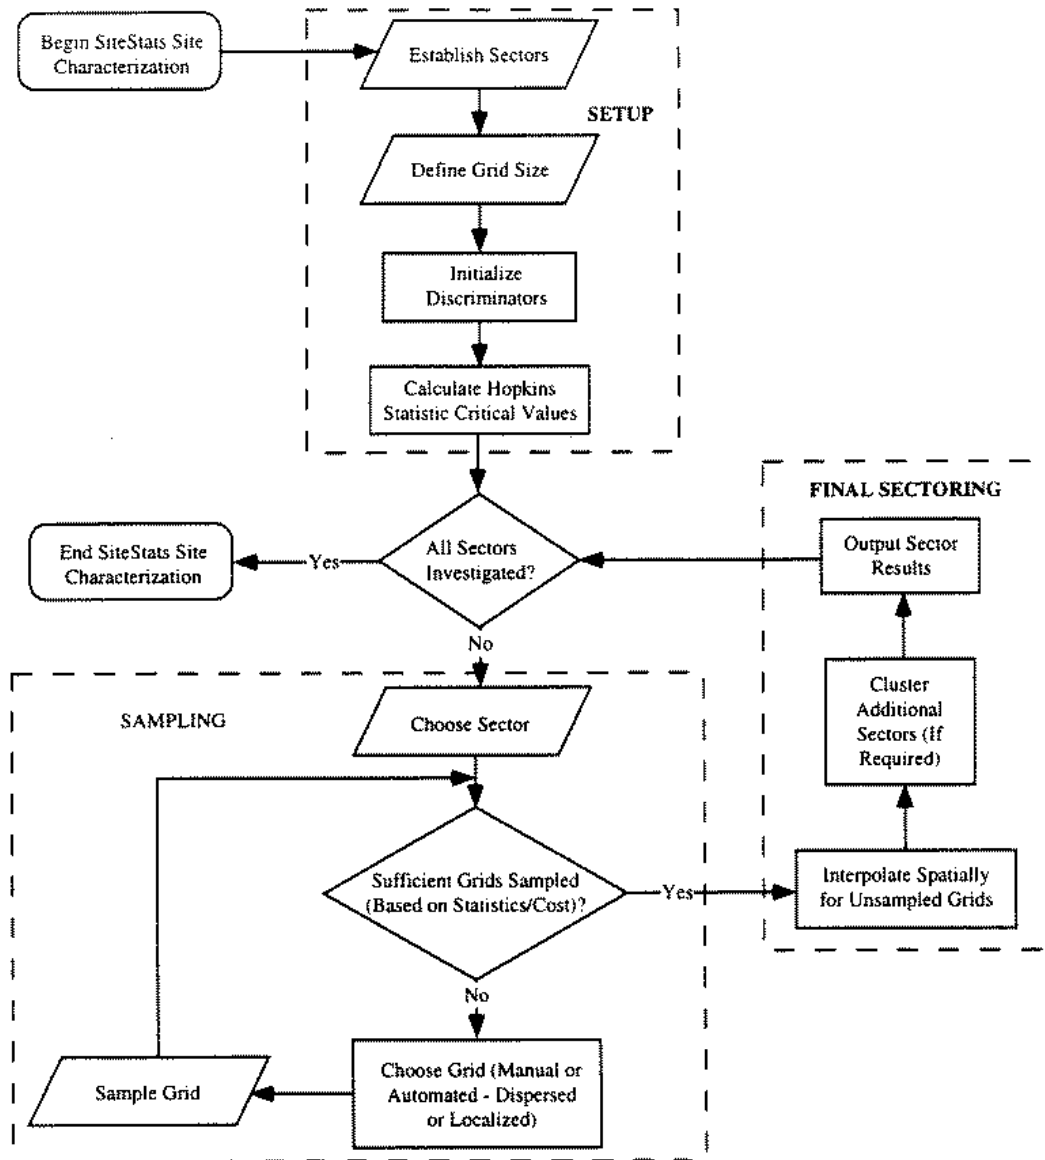 Begin SiteStats Site
Characterization
Establish Sectors
SETUP
Define Grid Size
Initialize
Discriminators
Calculate Hopkins
Statistic Critical Values
FINAL SECTORING
All Sectors
Investigated?
Yes
End SiteStats Site
Characterization
Output Sector
Results
No
Cluster
Additional
Sectors (If
Required)
SAMPLING
Choose Sector
Sufficient Grids Sampled
(Based on Statistics/Cost)?
Yes
Interpolate Spatially
for Unsampled Grids
No
Choose Grid (Manual or
Automated - Dispersed
or Localized)
Sample Grid